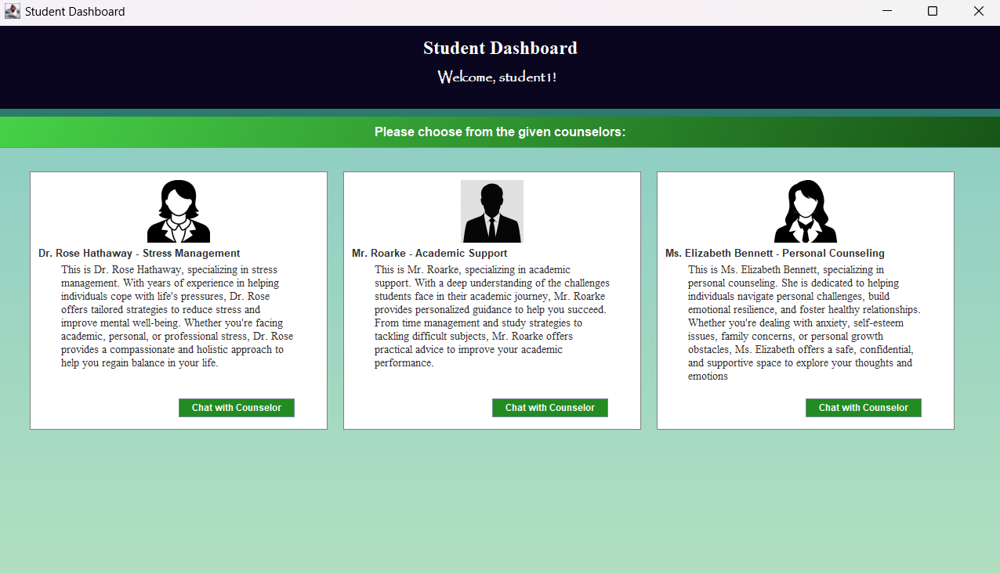 Student Dashboard
Student Dashboard
Welcome, student1!
Please choose from the given counselors:
Dr. Rose Hathaway - Stress Management
This is Dr. Rose Hathaway, specializing in stress
management. With years of experience in helping
individuals cope with life's pressures, Dr. Rose
offers tailored strategies to reduce stress and
improve mental well-being. Whether you're facing
academic, personal, or professional stress, Dr. Rose
provides a compassionate and holistic approach to
help you regain balance in your life.
Chat with Counselor
Mr. Roarke - Academic Support
This is Mr. Roarke, specializing in academic
support. With a deep understanding of the challenges
students face in their academic journey, Mr. Roarke
provides personalized guidance to help you succeed.
From time management and study strategies to
tackling difficult subjects, Mr. Roarke offers
practical advice to improve your academic
performance.
Chat with Counselor
Ms. Elizabeth Bennett - Personal Counseling
This is Ms. Elizabeth Bennett, specializing in
personal counseling. She is dedicated to helping
individuals navigate personal challenges, build
emotional resilience, and foster healthy relationships.
Whether you're dealing with anxiety, self-esteem
issues, family concerns, or personal growth
obstacles, Ms. Elizabeth offers a safe, confidential,
and supportive space to explore your thoughts and
emotions
Chat with Counselor